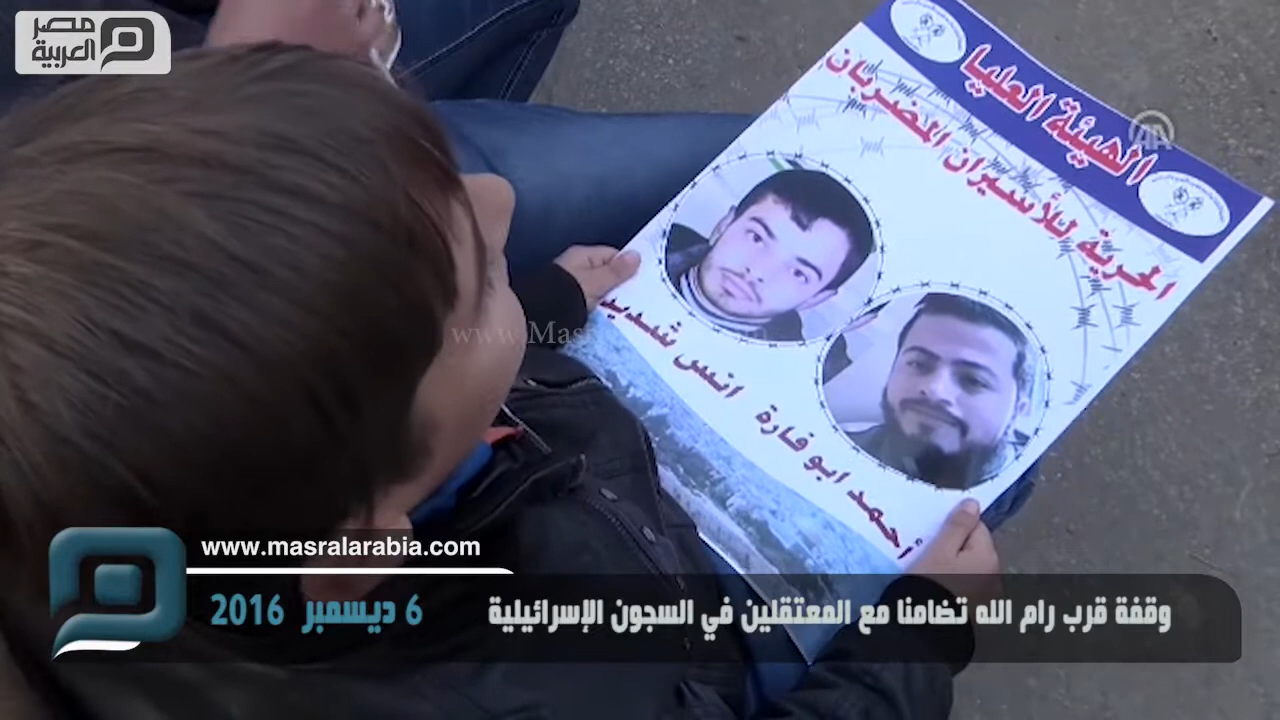 مصر
العربية
AA
الهيئة العليا
الحرية للأسيران المضربان
انس شديد
أحمد ابو فارة
www.masralarabia.com
وقفة قرب رام الله تضامنا مع المعتقلين في السجون الإسرائيلية
6 ديسمبر 2016